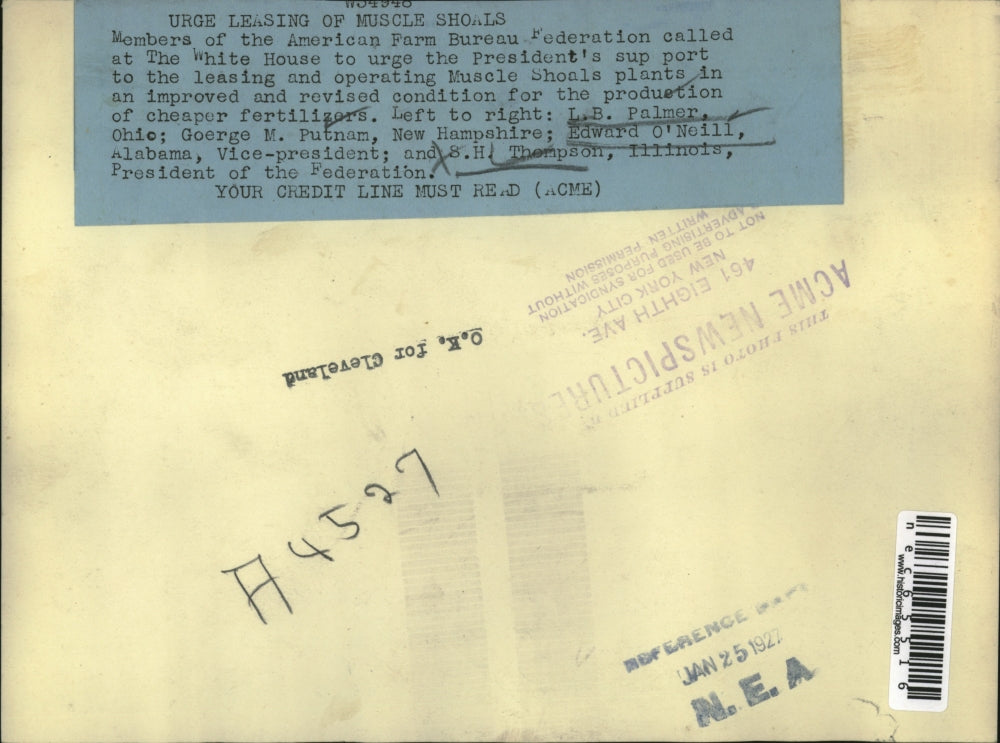 W34948
URGE LEASING OF MUSCLE SHOALS
Members of the American Farm Bureau Federation called
at The White House to urge the President's sup port
to the leasing and operating Muscle Shoals plants in
an improved and revised condition for the production
of cheaper fertilizers. Left to right: L.B. Palmer,
Ohio; Goerge M. Putnam, New Hampshire; Edward O'Neill,
Alabama, Vice-president; and S.H. Thompson, Illinois,
President of the Federation.
YOUR CREDIT LINE MUST READ (ACME)
THIS PHOTO IS SUPPLIED BY
ACME NEWSPICTURES
461 EIGHTH AVE.
NEW YORK CITY
NOT TO BE USED FOR SYNDICATION
ADVERTISING PURPOSES WITHOUT
WRITTEN PERMISSION
O.K. for Cleveland
A4527
REFERENCE
JAN 25 1927
N.E.A
nec65516
www.historicimages.com